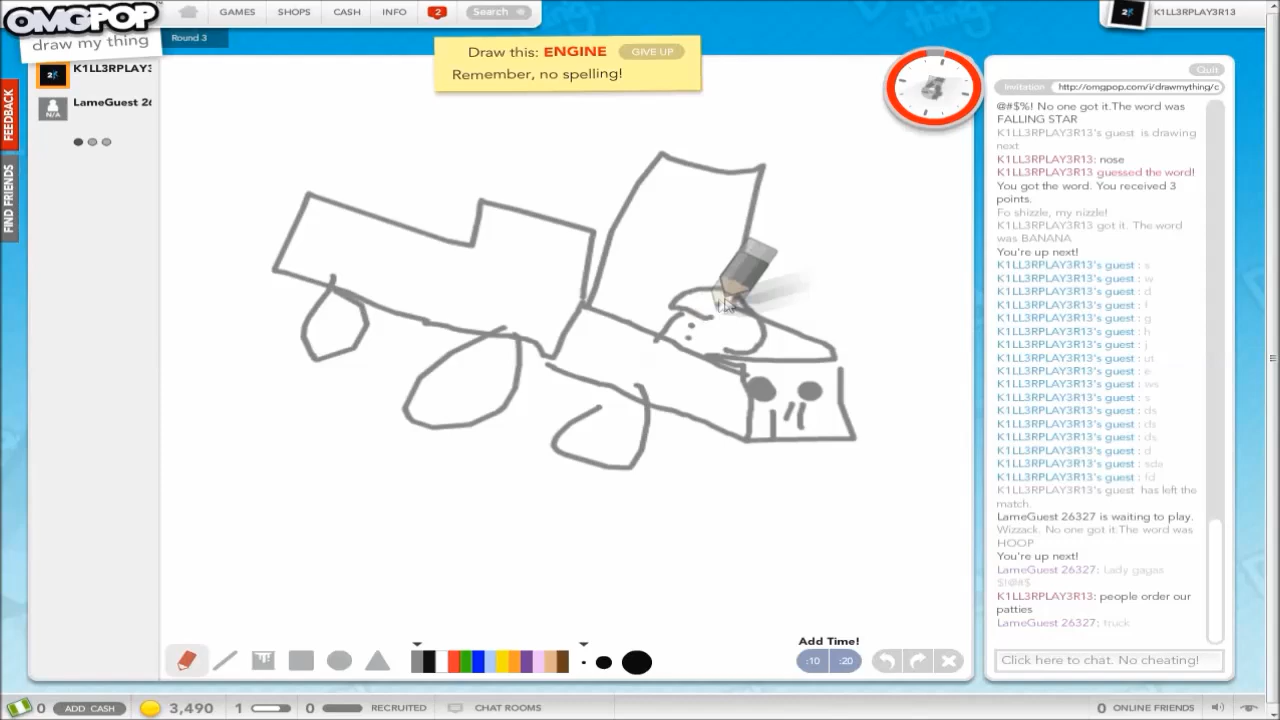 OMGPOP
GAMES
SHOPS
CASH
INFO
2
Search
K1LL3RPLAY3R13
draw my thing
Round 3
Draw this: ENGINE
GIVE UP
Remember, no spelling!
K1LL3RPLAY3
LameGuest 26
N/A
FEEDBACK
FIND FRIENDS
Quit
Invitation
http://omgpop.com/i/drawmything/c
@#$%! No one got it.The word was
FALLING STAR
K1LL3RPLAY3R13's guest is drawing
next
K1LL3RPLAY3R13: nose
K1LL3RPLAY3R13 guessed the word!
You got the word. You received 3
points.
Fo shizzle, my nizzle!
K1LL3RPLAY3R13 got it. The word
was BANANA
You're up next!
K1LL3RPLAY3R13's guest : s
K1LL3RPLAY3R13's guest : w
K1LL3RPLAY3R13's guest : d
K1LL3RPLAY3R13's guest : f
K1LL3RPLAY3R13's guest : g
K1LL3RPLAY3R13's guest : h
K1LL3RPLAY3R13's guest : j
K1LL3RPLAY3R13's guest : ut
K1LL3RPLAY3R13's guest : e
K1LL3RPLAY3R13's guest : ws
K1LL3RPLAY3R13's guest : s
K1LL3RPLAY3R13's guest : ds
K1LL3RPLAY3R13's guest : ds
K1LL3RPLAY3R13's guest : ds
K1LL3RPLAY3R13's guest : d
K1LL3RPLAY3R13's guest : sda
K1LL3RPLAY3R13's guest : fd
K1LL3RPLAY3R13's guest has left the
match.
LameGuest 26327 is waiting to play.
Wizzack. No one got it.The word was
HOOP
You're up next!
LameGuest 26327: Lady gagaa
$!@#$
K1LL3RPLAY3R13: people order our
patties
LameGuest 26327: truck
Click here to chat. No cheating!
Add Time!
:10
:20
0
ADD CASH
3,490
1
0
RECRUITED
CHAT ROOMS
0 ONLINE FRIENDS